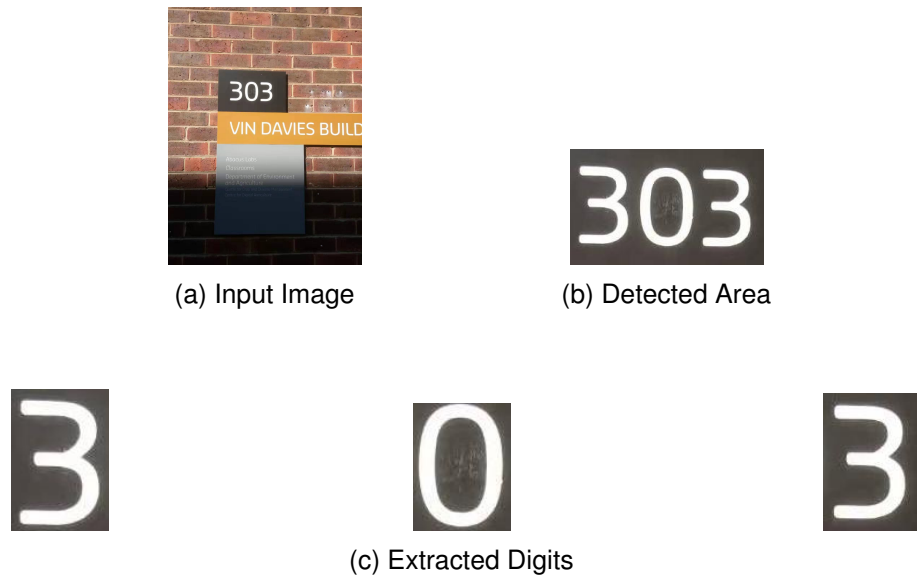 303
VIN DAVIES BUILD
303
(a) Input Image
(b) Detected Area
3
0
3
(c) Extracted Digits